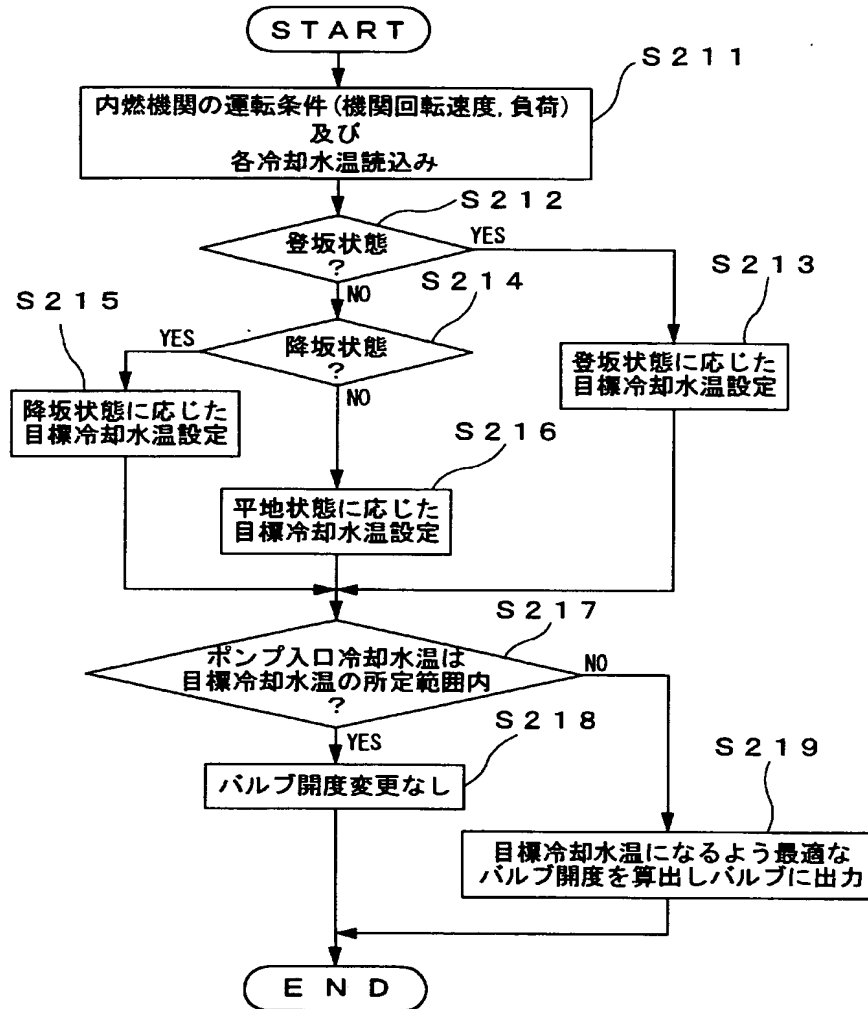 START
S211
内燃機関の運転条件(機関回転速度,負荷)
及び
各冷却水温読込み
S212
登坂状態
?
YES
NO
S213
登坂状態に応じた
目標冷却水温設定
S214
降坂状態
?
YES
NO
S215
降坂状態に応じた
目標冷却水温設定
S216
平地状態に応じた
目標冷却水温設定
S217
ポンプ入口冷却水温は
目標冷却水温の所定範囲内
?
NO
YES
S218
バルブ開度変更なし
S219
目標冷却水温になるよう最適な
バルブ開度を算出しバルブに出力
END